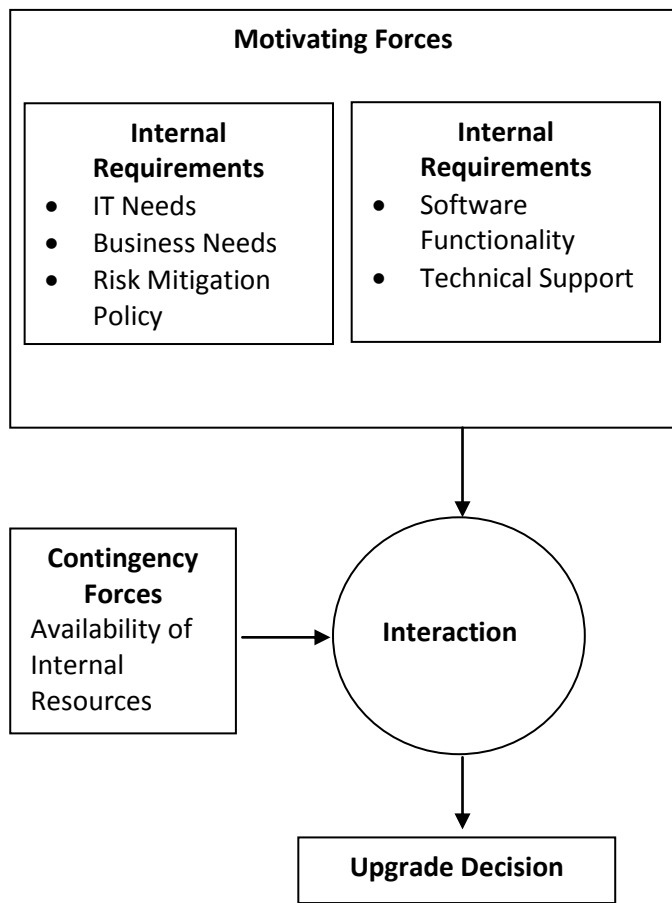 Motivating Forces
Internal
Requirements
• IT Needs
• Business Needs
• Risk Mitigation
Policy
Internal
Requirements
• Software
Functionality
• Technical Support
Contingency
Forces
Availability of
Internal
Resources
Interaction
Upgrade Decision